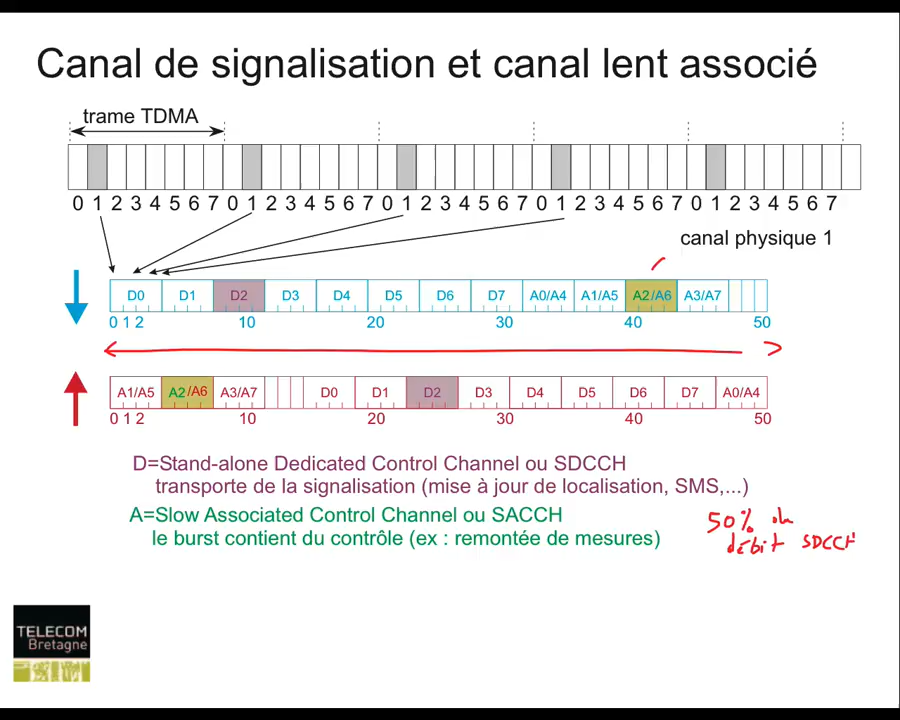 Canal de signalisation et canal lent associé
trame TDMA
0 1 2 3 4 5 6 7 0 1 2 3 4 5 6 7 0 1 2 3 4 5 6 7 0 1 2 3 4 5 6 7 0 1 2 3 4 5 6 7
canal physique 1
D0 D1 D2 D3 D4 D5 D6 D7 A0/A4 A1/A5 A2/A6 A3/A7
0 1 2 10 20 30 40 50
A1/A5 A2/A6 A3/A7 D0 D1 D2 D3 D4 D5 D6 D7 A0/A4
0 1 2 10 20 30 40 50
D=Stand-alone Dedicated Control Channel ou SDCCH
transporte de la signalisation (mise à jour de localisation, SMS,...)
A=Slow Associated Control Channel ou SACCH
le burst contient du contrôle (ex : remontée de mesures)
50% du
débit SDCCH
TELECOM
Bretagne